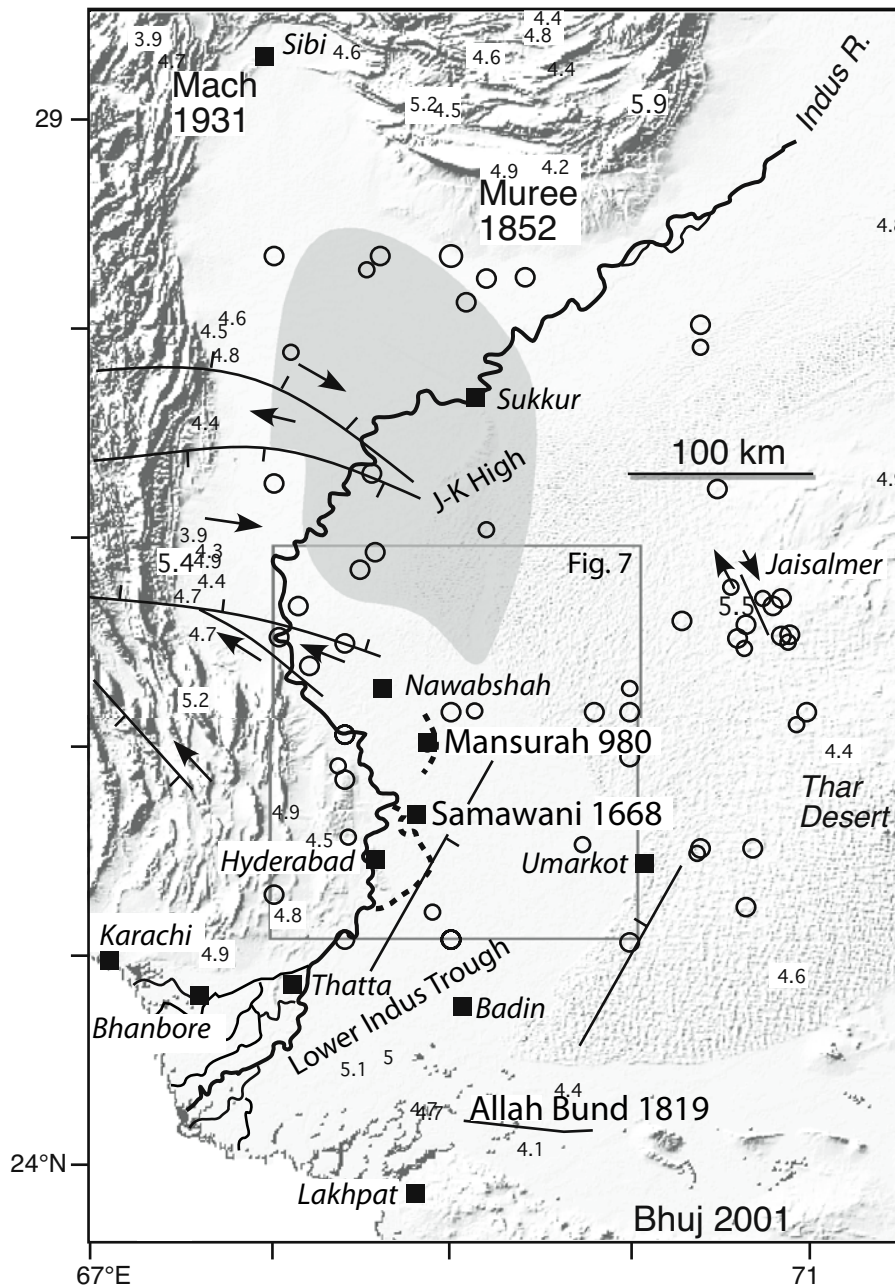 4.4
3.9
Sibi
4.8
4.7
4.6
4.6
4.4
Indus R.
Mach
1931
5.2
4.5
5.9
29
4.9
4.2
Muree
1852
4.6
4.5
4.8
Sukkur
4.4
100 km
J-K High
3.9
4.3
5.4
4.9
Fig. 7
Jaisalmer
4.4
4.7
5.5
4.7
Nawabshah
5.2
Mansurah 980
4.4
Thar
Desert
4.9
Samawani 1668
4.5
Hyderabad
Umarkot
4.8
Karachi
4.9
4.6
Thatta
Lower Indus Trough
Bhanbore
Badin
5
5.1
4.4
4.7
4.7
Allah Bund 1819
4.1
24°N
Lakhpat
Bhuj 2001
67°E
71